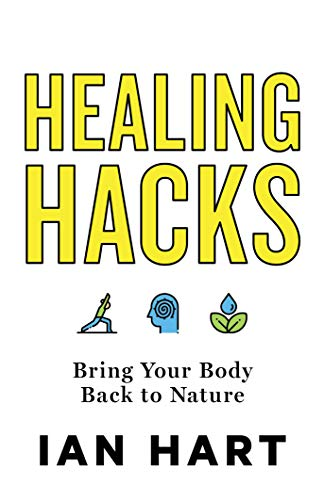 HEALING
HACKS
Bring Your Body
Back to Nature
IAN HART